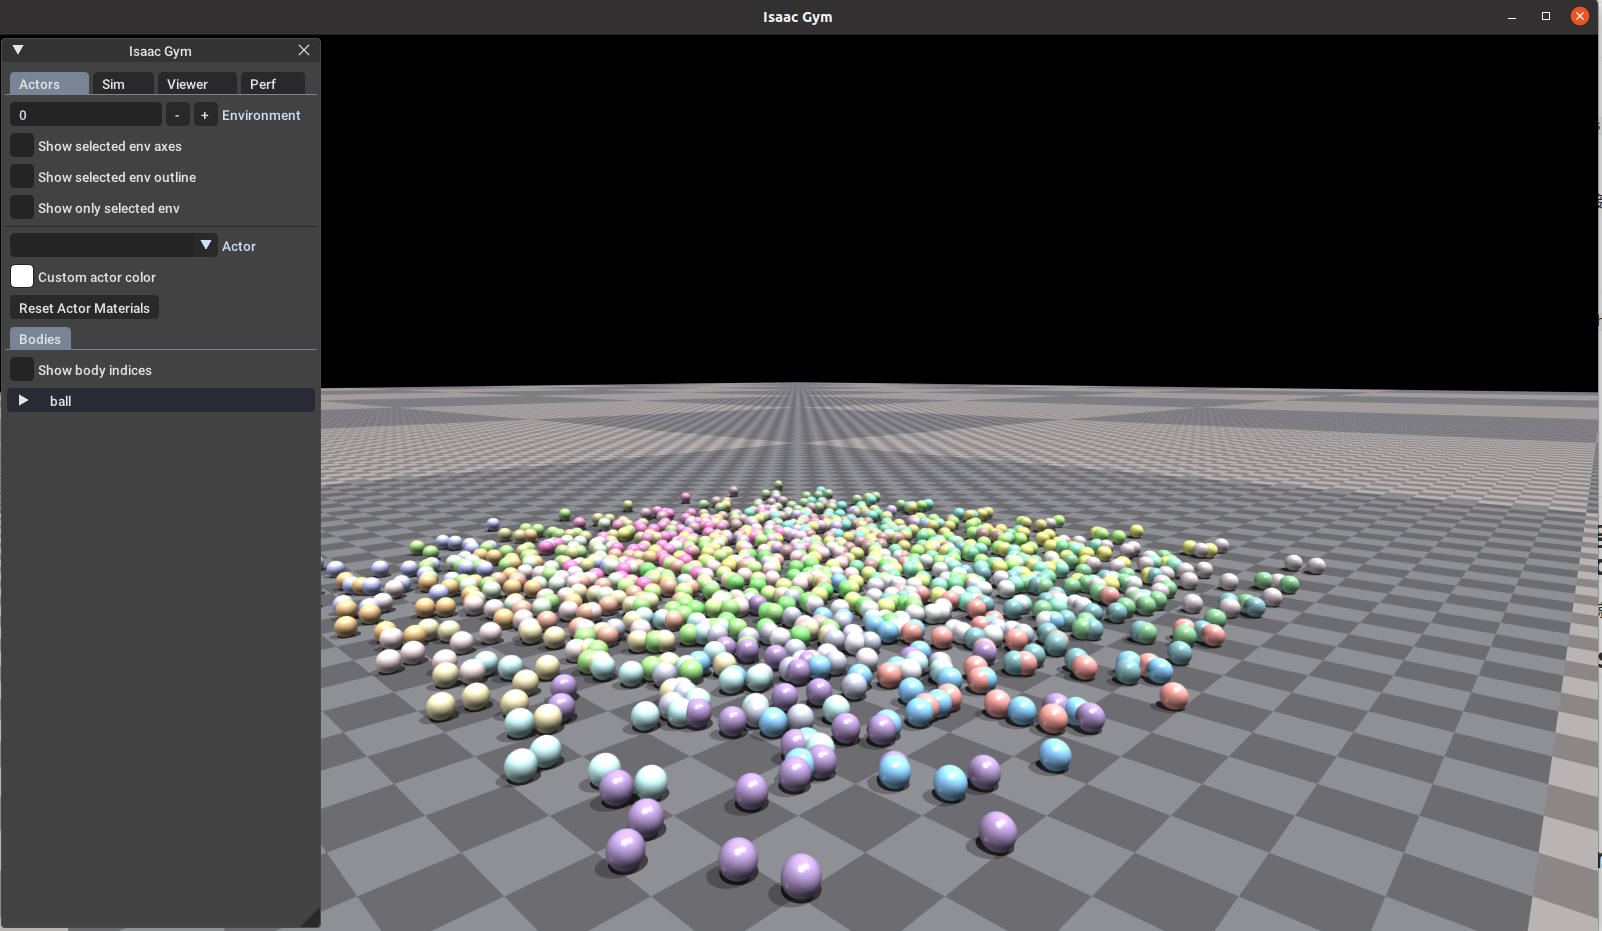 Isaac Gym
Isaac Gym
Actors Sim Viewer Perf
0 - + Environment
Show selected env axes
Show selected env outline
Show only selected env
Actor
Custom actor color
Reset Actor Materials
Bodies
Show body indices
ball